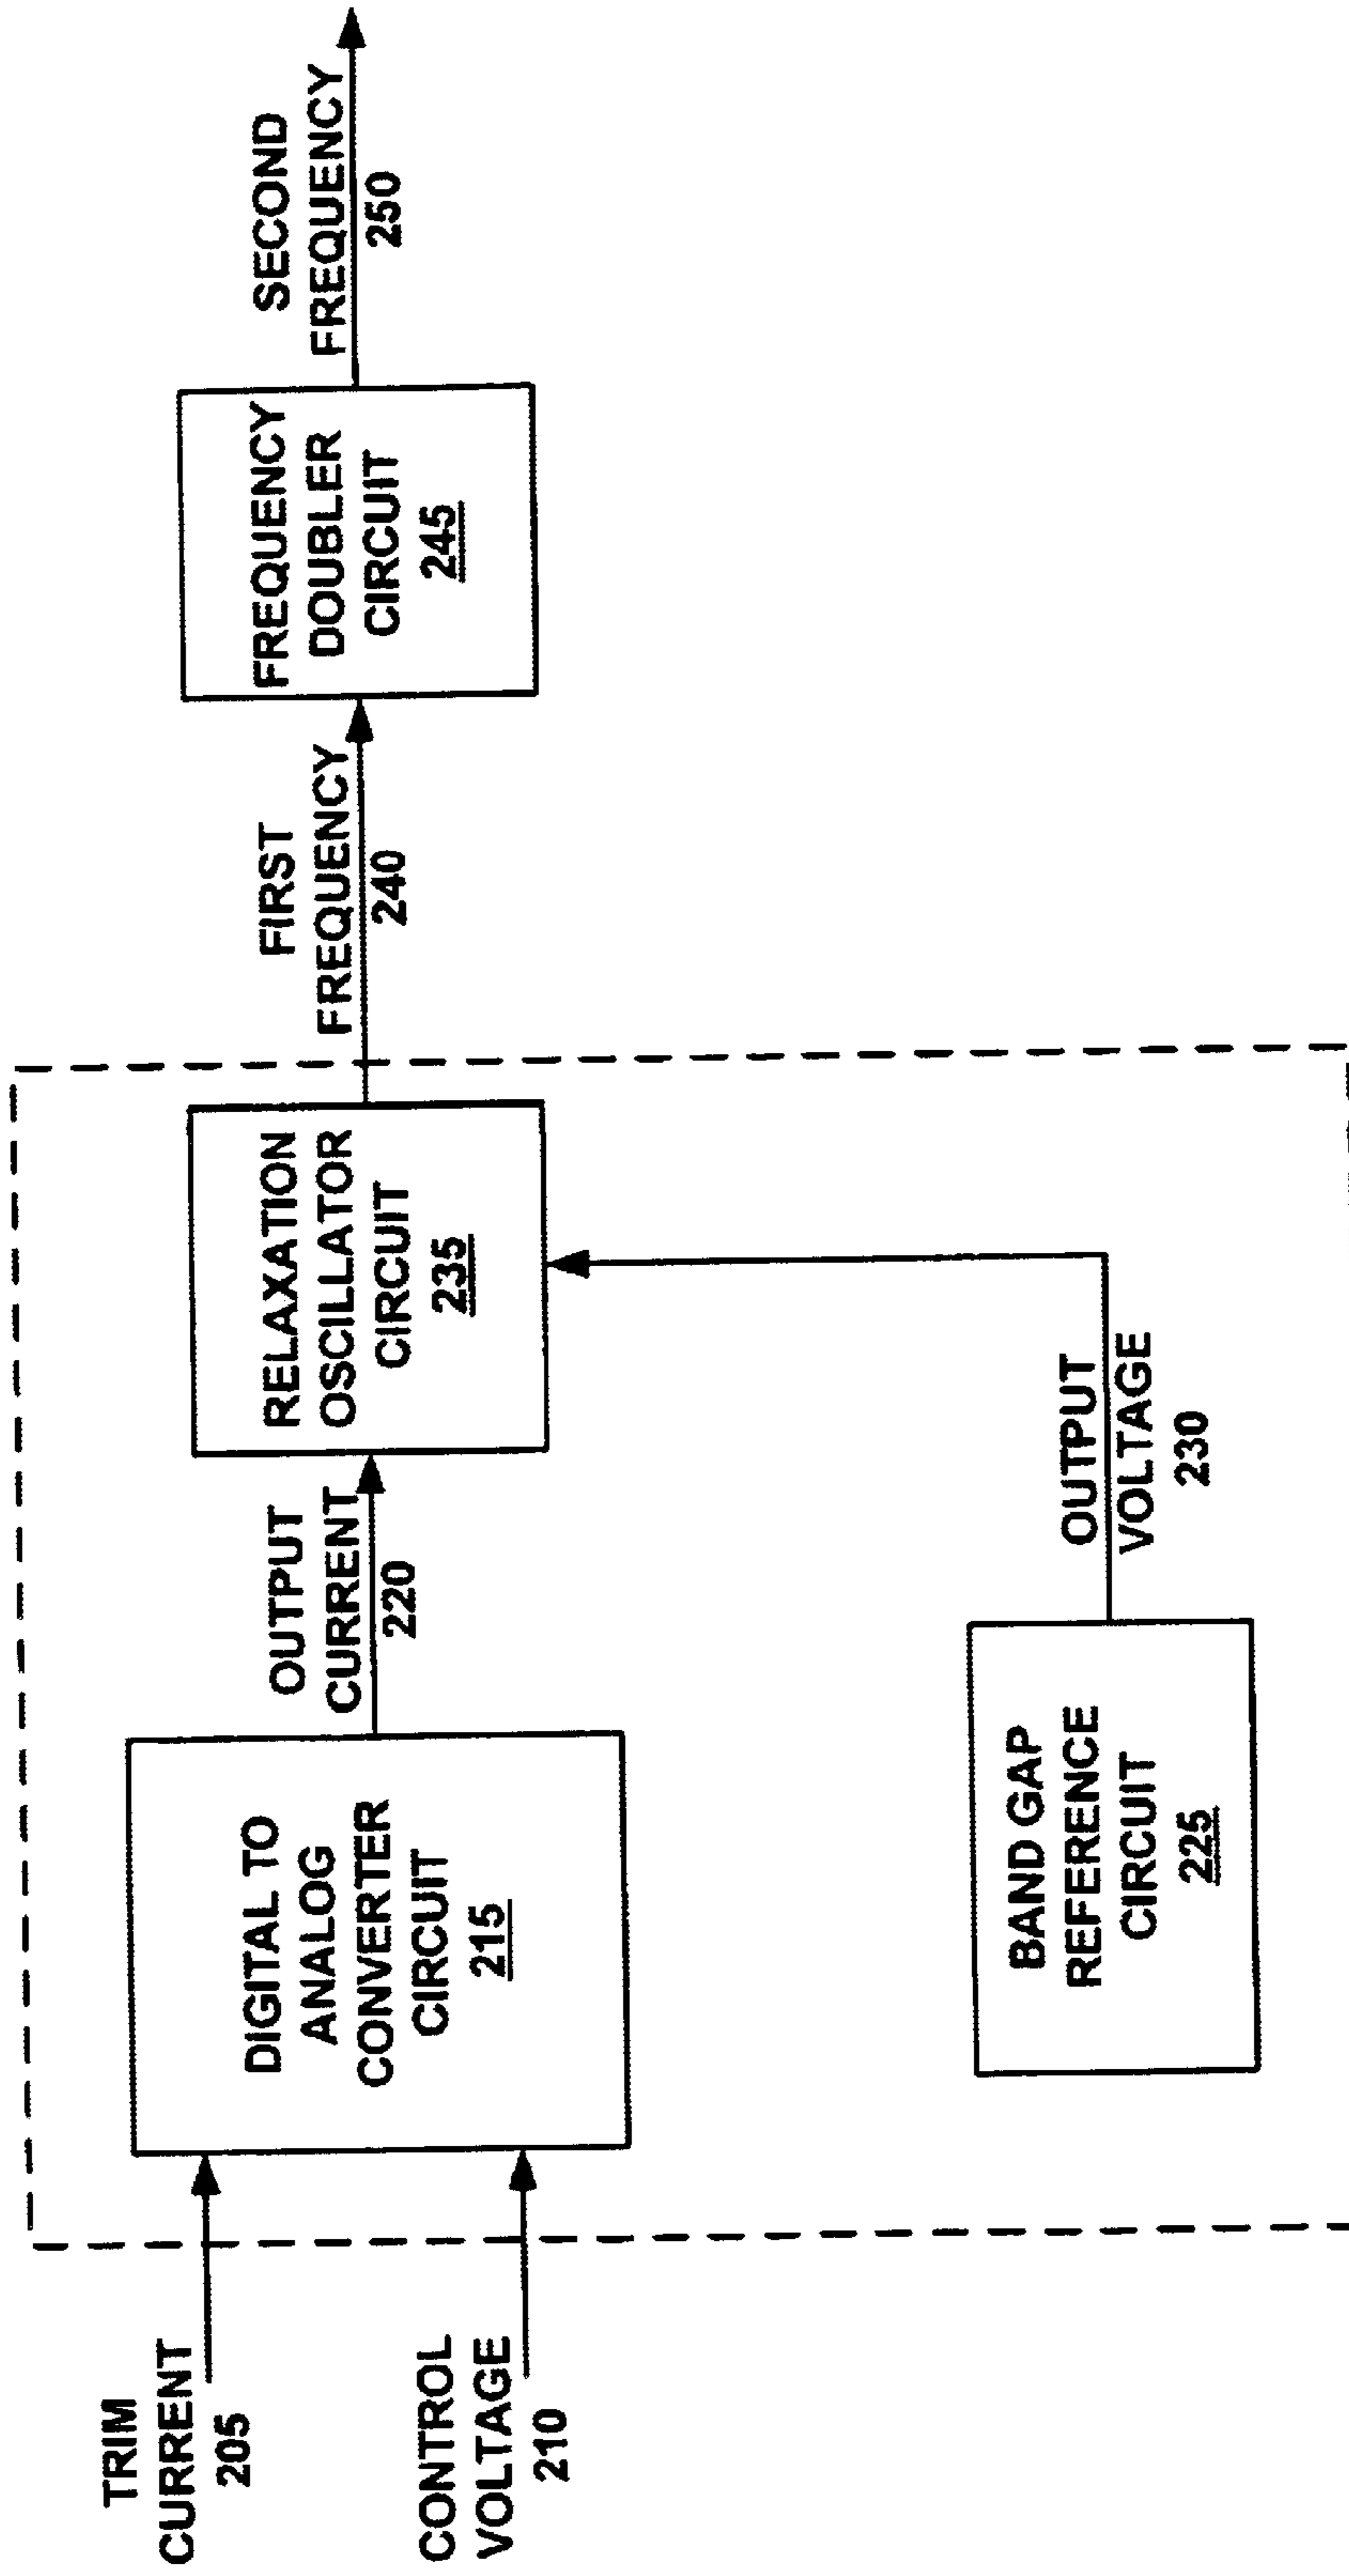 TRIM
CURRENT
205
CONTROL
VOLTAGE
210
DIGITAL TO
ANALOG
CONVERTER
CIRCUIT
215
OUTPUT
CURRENT
220
RELAXATION
OSCILLATOR
CIRCUIT
235
FIRST
FREQUENCY
240
FREQUENCY
DOUBLER
CIRCUIT
245
SECOND
FREQUENCY
250
BAND GAP
REFERENCE
CIRCUIT
225
OUTPUT
VOLTAGE
230